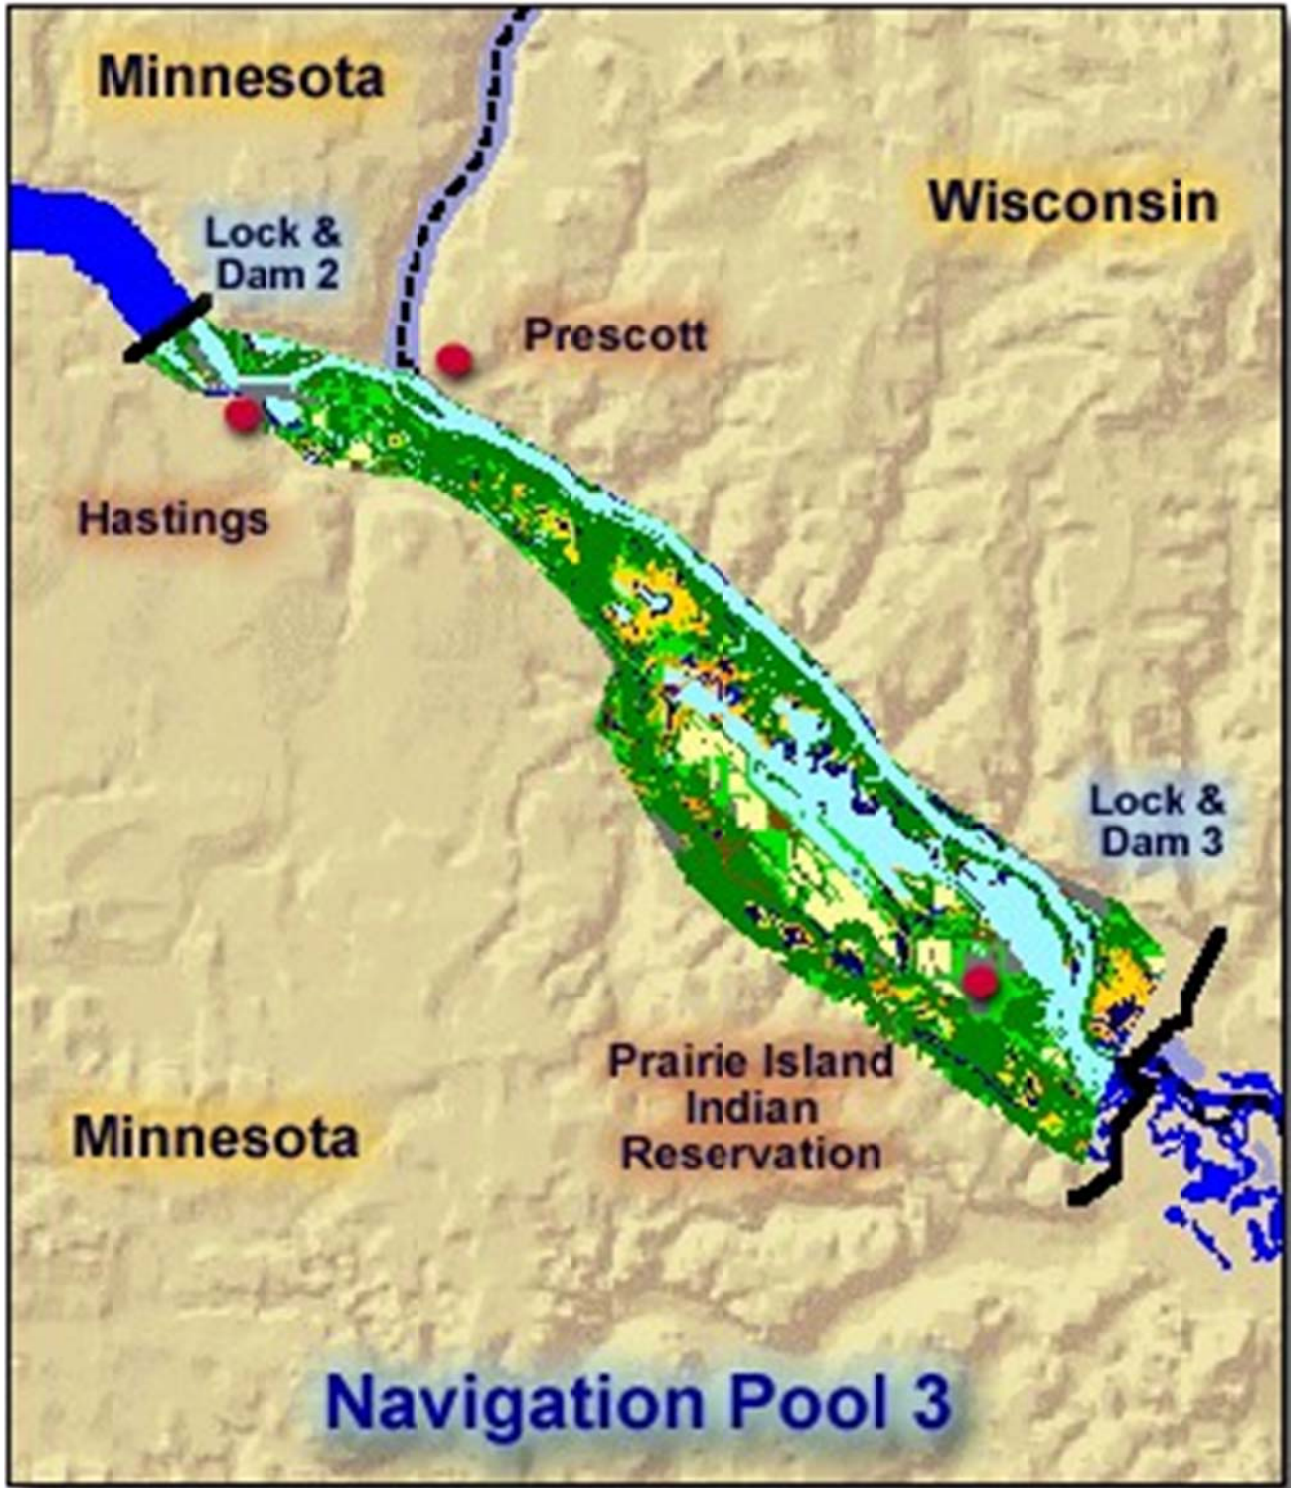 Minnesota
Wisconsin
Lock &
Dam 2
Prescott
Hastings
Lock &
Dam 3
Prairie Island
Indian
Reservation
Minnesota
Navigation Pool 3